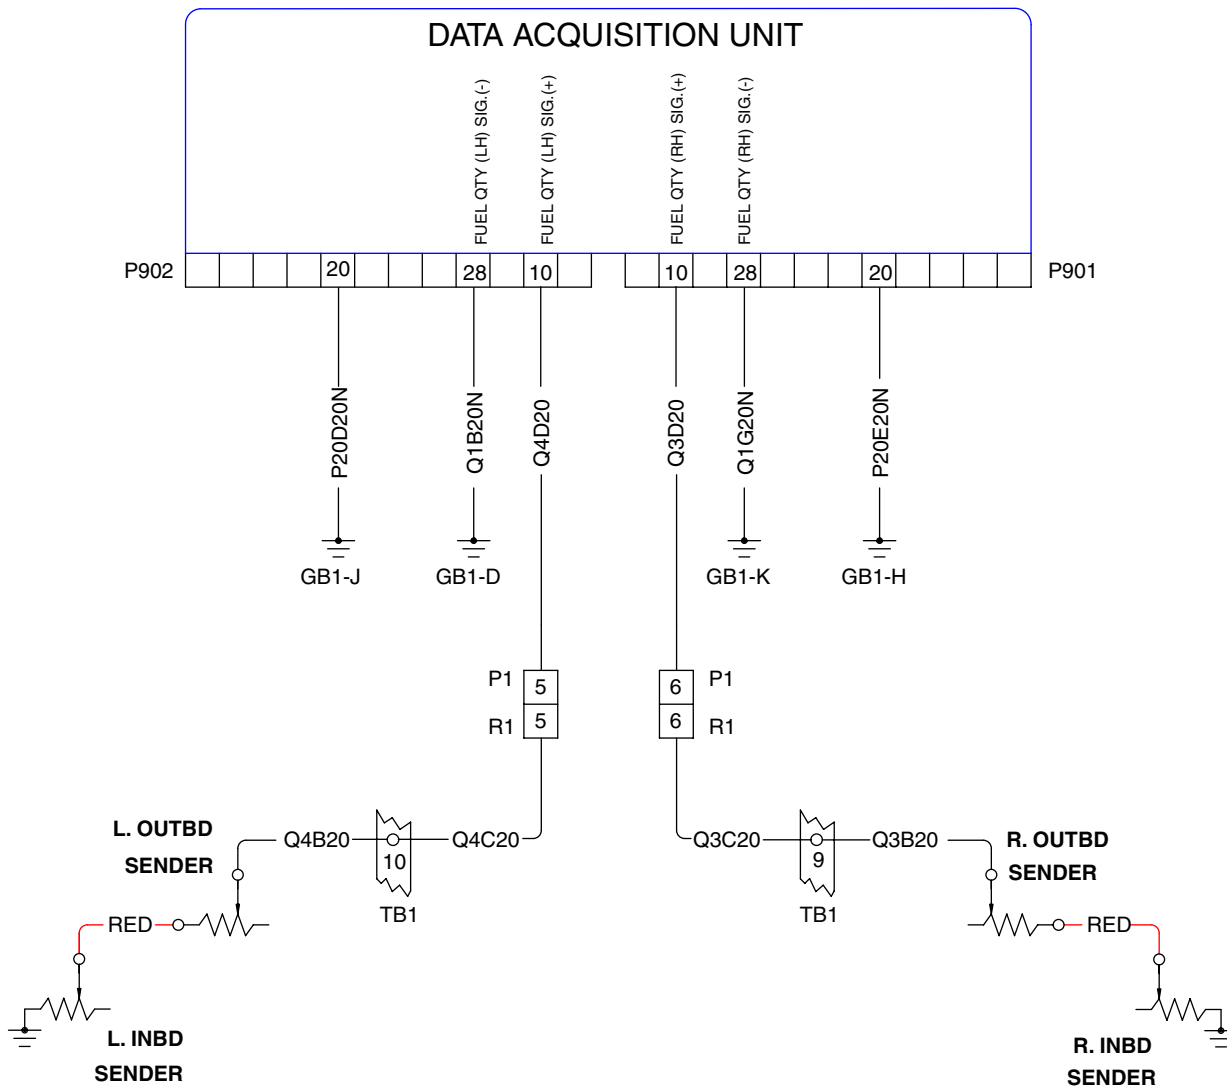 DATA ACQUISITION UNIT
FUEL QTY (LH) SIG.(-)
FUEL QTY (LH) SIG.(+)
FUEL QTY (RH) SIG.(+)
FUEL QTY (RH) SIG.(-)
P902 20 28 10 10 28 20 P901
P20D20N
Q1B20N
Q4D20
Q3D20
Q1G20N
P20E20N
GB1-J GB1-D GB1-K GB1-H
P1 5 6 P1
R1 5 6 R1
L. OUTBD
SENDER
Q4B20
10
Q4C20
TB1
Q3C20
9
Q3B20
TB1
R. OUTBD
SENDER
RED
RED
L. INBD
SENDER
R. INBD
SENDER